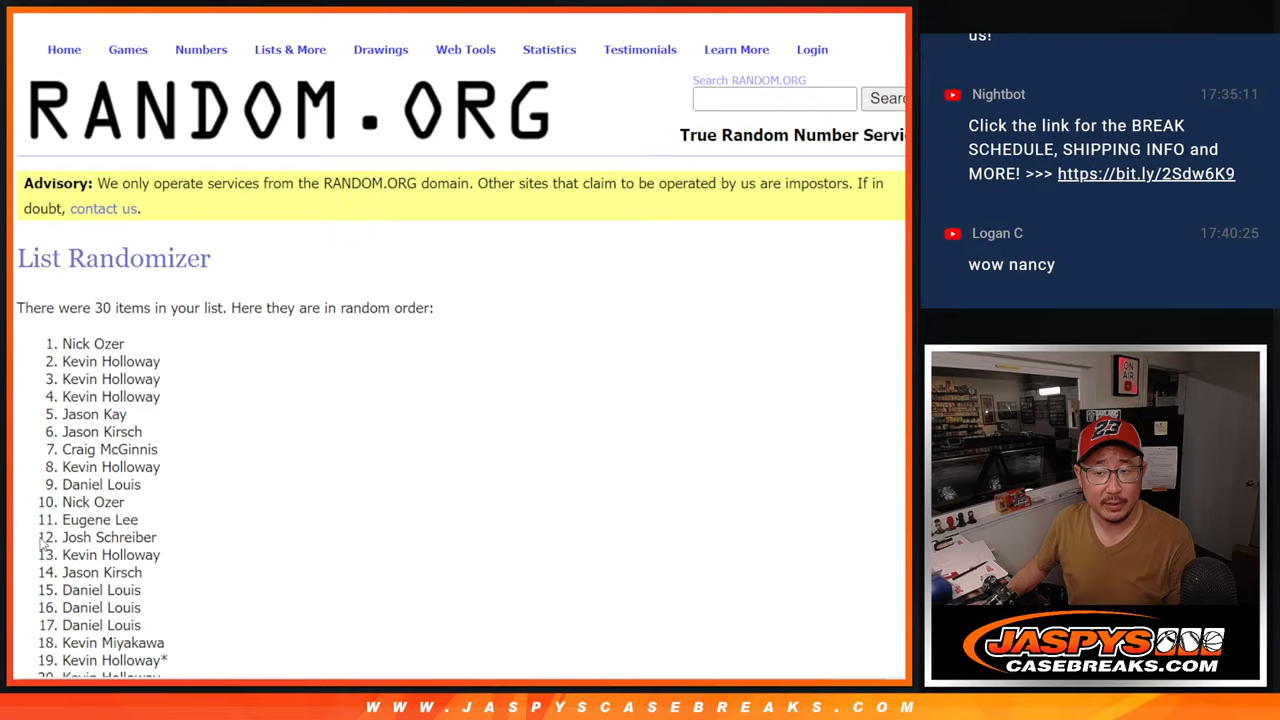 Home Games Numbers Lists & More Drawings Web Tools Statistics Testimonials Learn More Login
RANDOM.ORG
Search RANDOM.ORG
Searc
True Random Number Servi
Advisory: We only operate services from the RANDOM.ORG domain. Other sites that claim to be operated by us are impostors. If in
doubt, contact us.
List Randomizer
There were 30 items in your list. Here they are in random order:
1. Nick Ozer
2. Kevin Holloway
3. Kevin Holloway
4. Kevin Holloway
5. Jason Kay
6. Jason Kirsch
7. Craig McGinnis
8. Kevin Holloway
9. Daniel Louis
10. Nick Ozer
11. Eugene Lee
12. Josh Schreiber
13. Kevin Holloway
14. Jason Kirsch
15. Daniel Louis
16. Daniel Louis
17. Daniel Louis
18. Kevin Miyakawa
19. Kevin Holloway*
20. Kevin Holloway
us!
Nightbot 17:35:11
Click the link for the BREAK
SCHEDULE, SHIPPING INFO and
MORE! >>> https://bit.ly/2Sdw6K9
Logan C 17:40:25
wow nancy
ON
AIR
23
JASPYS
CASEBREAKS.COM
WWW.JASPYSCASEBREAKS.COM